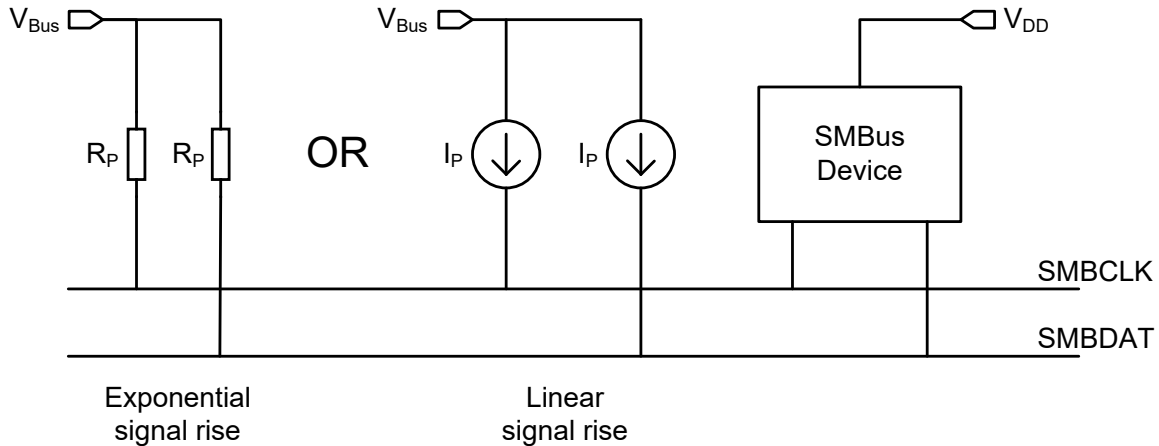 V_Bus
V_Bus
V_DD
R_P
R_P
OR
I_P
I_P
SMBus
Device
SMBCLK
SMBDAT
Exponential
signal rise
Linear
signal rise